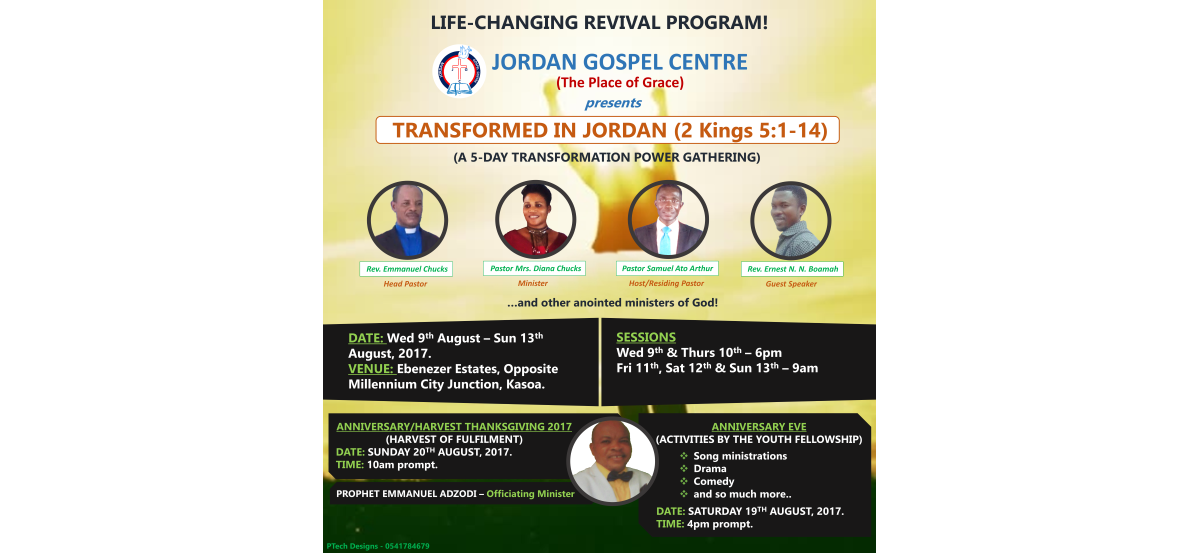 LIFE-CHANGING REVIVAL PROGRAM!
JORDAN GOSPEL CENTRE
(The Place of Grace)
presents
TRANSFORMED IN JORDAN (2 Kings 5:1-14)
(A 5-DAY TRANSFORMATION POWER GATHERING)
Rev. Emmanuel Chucks
Head Pastor
Pastor Mrs. Diana Chucks
Minister
Pastor Samuel Ato Arthur
Host/Residing Pastor
Rev. Ernest N. N. Boamah
Guest Speaker
...and other anointed ministers of God!
DATE: Wed 9th August – Sun 13th
August, 2017.
VENUE: Ebenezer Estates, Opposite
Millennium City Junction, Kasoa.
SESSIONS
Wed 9th & Thurs 10th – 6pm
Fri 11th, Sat 12th & Sun 13th – 9am
ANNIVERSARY/HARVEST THANKSGIVING 2017
(HARVEST OF FULFILMENT)
DATE: SUNDAY 20TH AUGUST, 2017.
TIME: 10am prompt.
PROPHET EMMANUEL ADZODI – Officiating Minister
ANNIVERSARY EVE
(ACTIVITIES BY THE YOUTH FELLOWSHIP)
❖ Song ministrations
❖ Drama
❖ Comedy
❖ and so much more..
DATE: SATURDAY 19TH AUGUST, 2017.
TIME: 4pm prompt.
PTech Designs - 0541784679